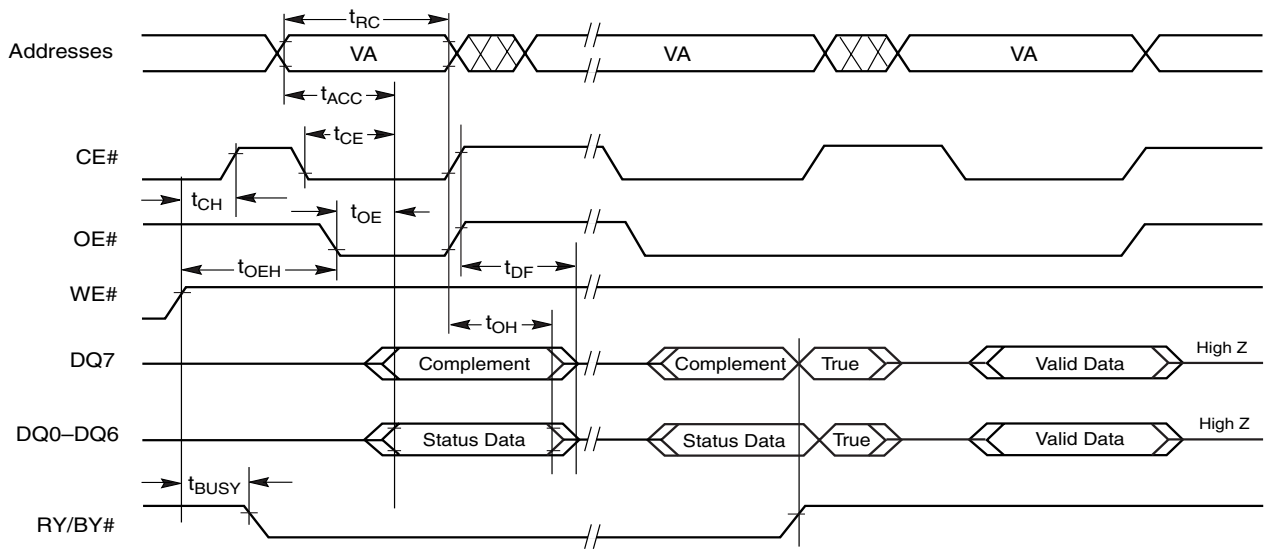 tRC
Addresses VA VA VA
tACC
tCE
CE#
tCH tOE
OE#
tOEH tDF
WE#
tOH
DQ7 Complement Complement True Valid Data High Z
DQ0–DQ6 Status Data Status Data True Valid Data High Z
tBUSY
RY/BY#